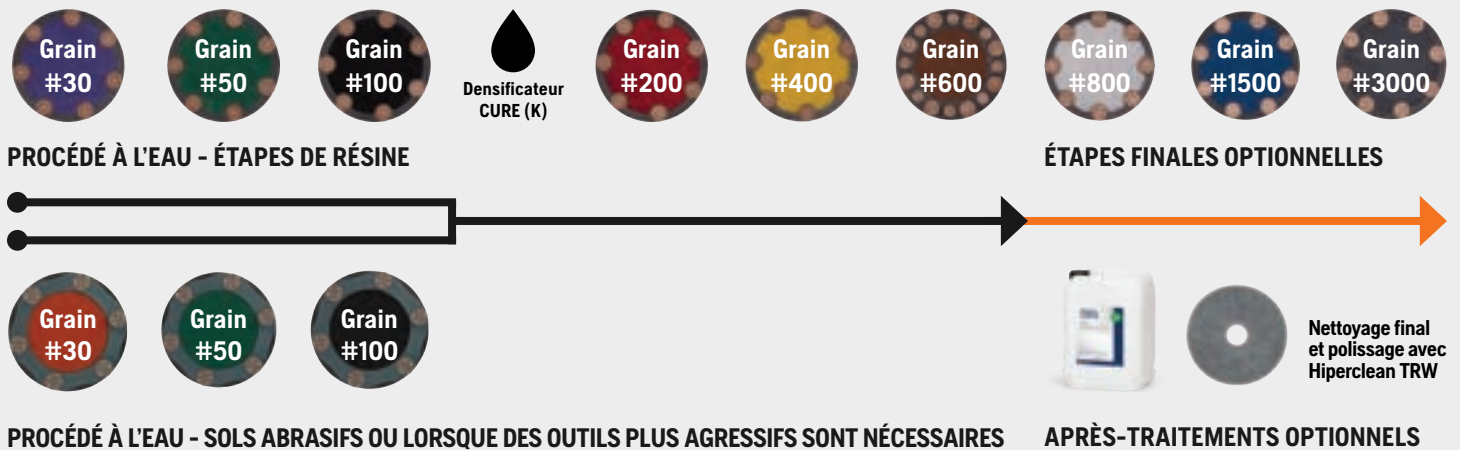 Grain
#30
Grain
#50
Grain
#100
Densificateur
CURE (K)
Grain
#200
Grain
#400
Grain
#600
Grain
#800
Grain
#1500
Grain
#3000
PROCÉDÉ À L'EAU - ÉTAPES DE RÉSINE
ÉTAPES FINALES OPTIONNELLES
Grain
#30
Grain
#50
Grain
#100
Nettoyage final
et polissage avec
Hiperclean TRW
PROCÉDÉ À L'EAU - SOLS ABRASIFS OU LORSQUE DES OUTILS PLUS AGRESSIFS SONT NÉCESSAIRES
APRÈS-TRAITEMENTS OPTIONNELS